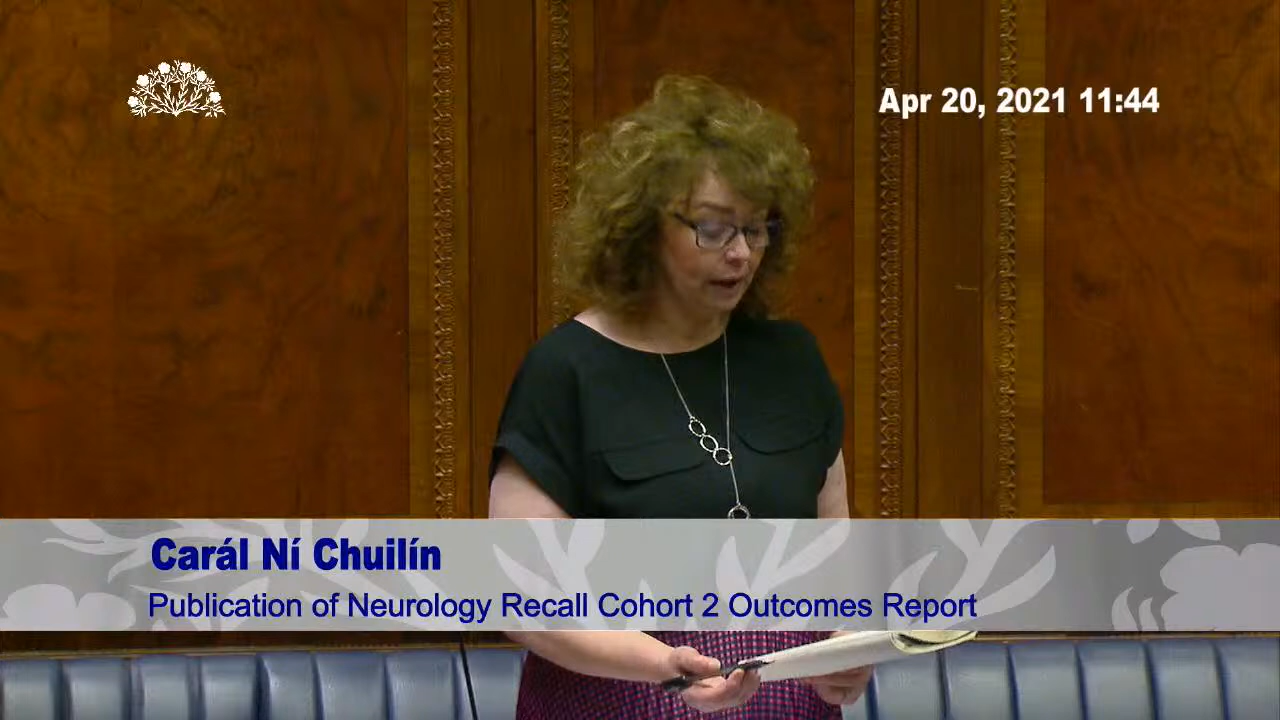 Apr 20, 2021 11:44
Carál Ní Chuilín
Publication of Neurology Recall Cohort 2 Outcomes Report